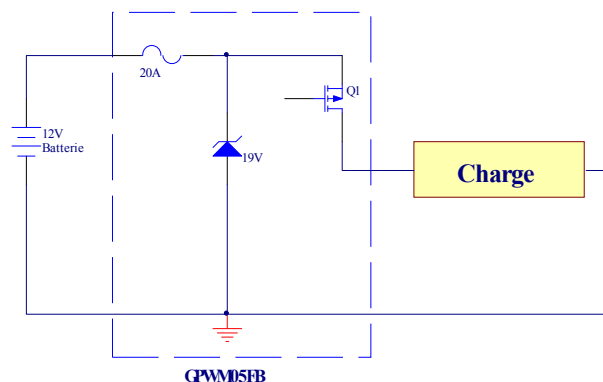 20A
Q1
12V
Batterie
19V
Charge
GPWM05FB